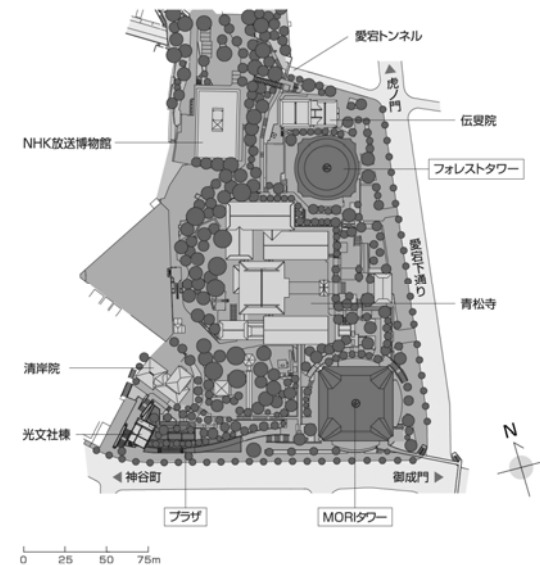 愛宕トンネル
虎ノ門
伝叟院
NHK放送博物館
フォレストタワー
愛宕下通り
青松寺
清岸院
光文社棟
N
神谷町
御成門
プラザ
MORIタワー
0 25 50 75m